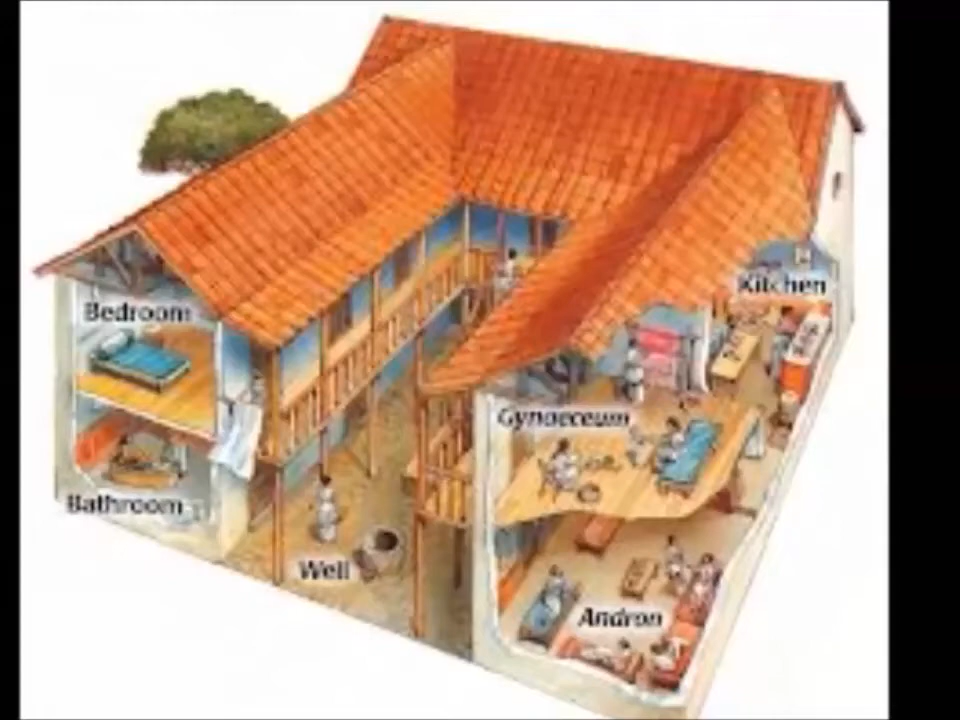 Kitchen
Bedroom
Gynaeceum
Bathroom
Well
Andron